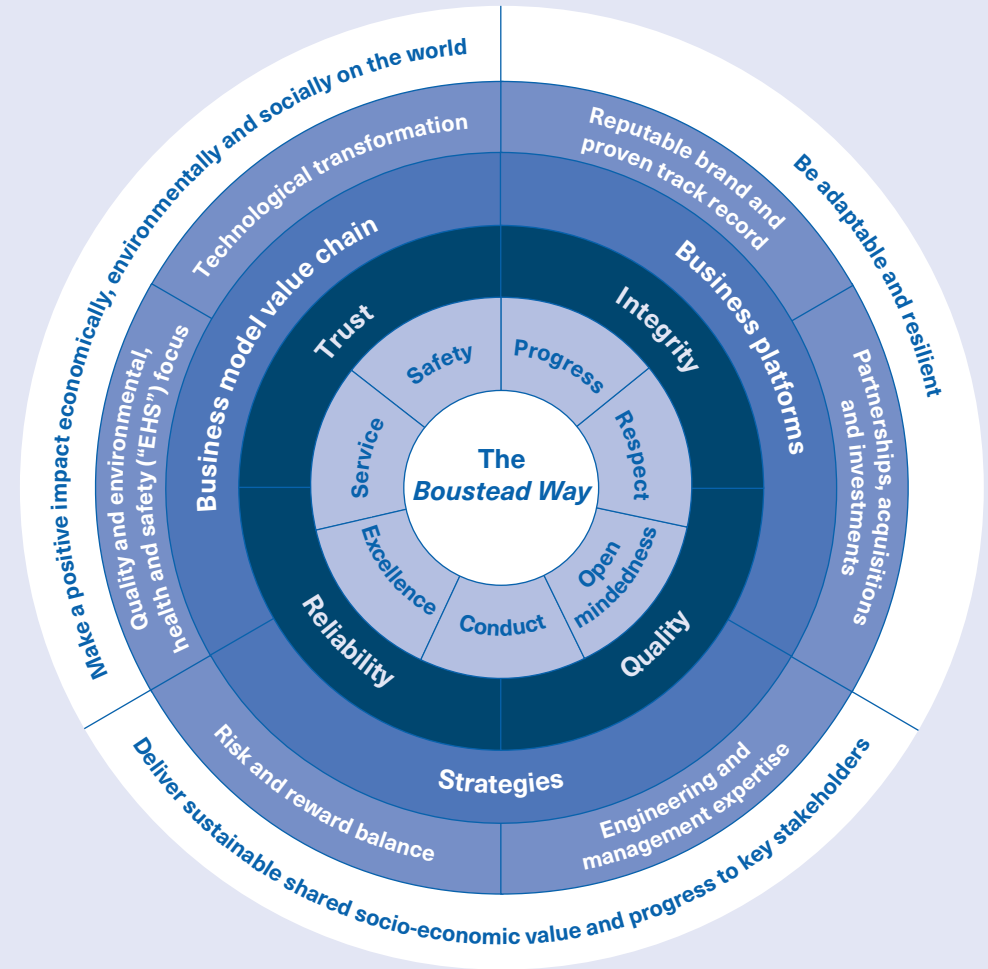 The
Boustead Way
Progress
Respect
Open
mindedness
Conduct
Excellence
Service
Safety
Integrity
Quality
Reliability
Trust
Business platforms
Strategies
Business model value chain
Reputable brand and
proven track record
Partnerships, acquisitions
and investments
Engineering and
management expertise
Risk and reward balance
Quality and environmental,
health and safety (“EHS”) focus
Technological transformation
Be adaptable and resilient
Deliver sustainable shared socio-economic value and progress to key stakeholders
Make a positive impact economically, environmentally and socially on the world